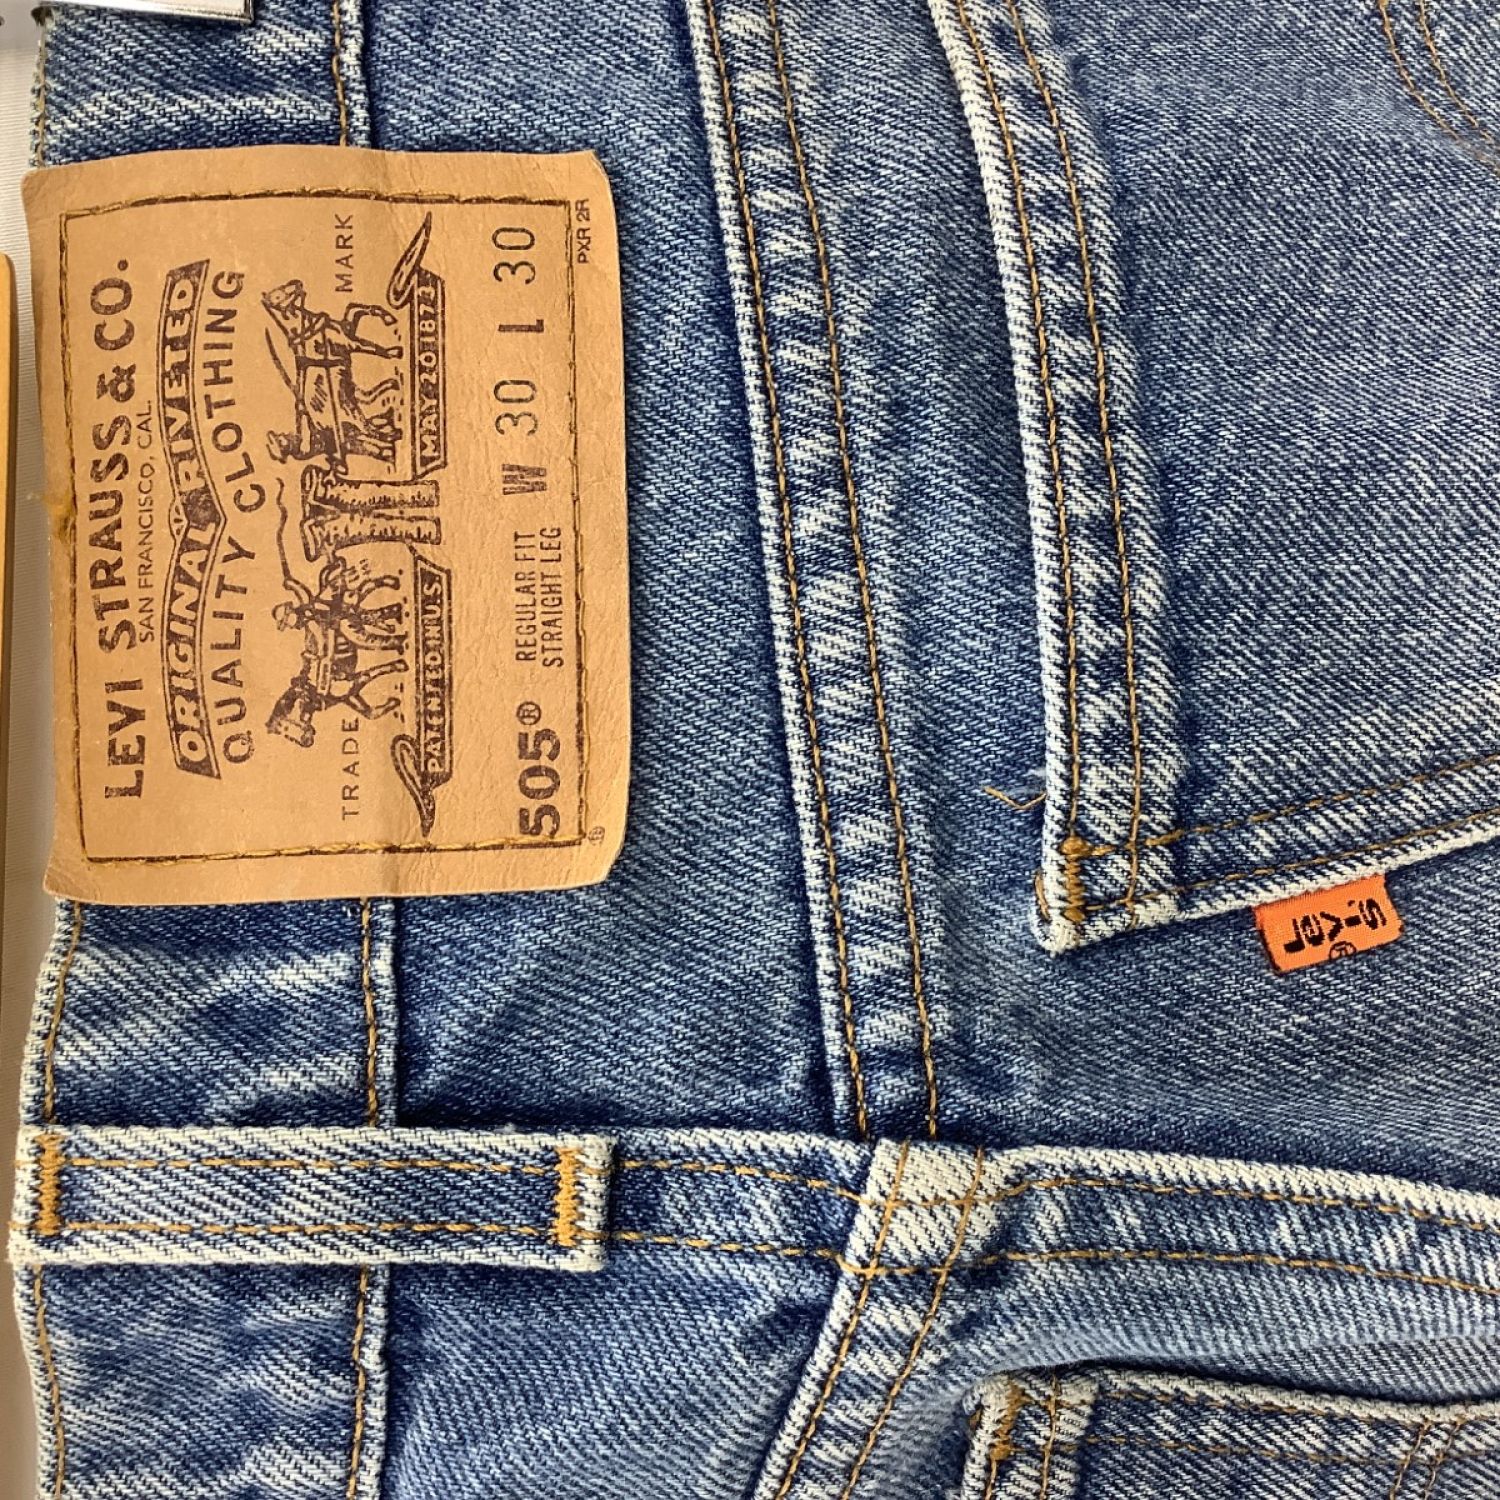 LEVI STRAUSS & CO.
SAN FRANCISCO, CAL.
ORIGINAL RIVETED
QUALITY CLOTHING
TRADE MARK
PATENTED IN U.S. MAY 20 1873
505® REGULAR FIT W 30 L 30
STRAIGHT LEG
PXR 2R
Levi's
®